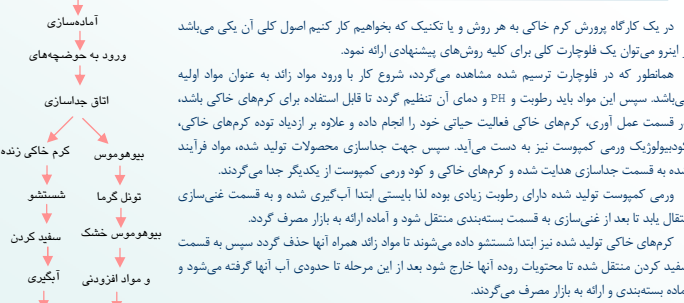 در یک کارگاه پرورش کرم خاکی به هر روش و یا تکنیک که بخواهیم کار کنیم اصول کلی آن یکی می‌باشد
اینرو می‌توان یک فلوچارت کلی برای کلیه روش‌های پیشنهادی ارائه نمود.
همانطور که در فلوچارت ترسیم شده مشاهده می‌گردد، شروع کار با ورود مواد زائد به عنوان مواد اولیه
می‌باشد. سپس این مواد باید رطوبت و PH و دمای آن تنظیم گردد تا قابل استفاده برای کرم‌های خاکی باشد،
در قسمت عمل آوری، کرم‌های خاکی فعالیت حیاتی خود را انجام داده و علاوه بر ازدیاد توده کرم‌های خاکی،
کودبیولوژیک ورمی کمپوست نیز به دست می‌آید. سپس جهت جداسازی محصولات تولید شده، مواد فرآیند
شده به قسمت جداسازی هدایت شده و کرم‌های خاکی و کود ورمی کمپوست از یکدیگر جدا می‌گردند.
ورمی کمپوست تولید شده دارای رطوبت زیادی بوده لذا بایستی ابتدا آب‌گیری شده و به قسمت غنی‌سازی
انتقال یابد تا بعد از غنی‌سازی به قسمت بسته‌بندی منتقل شود و آماده ارائه به بازار مصرف گردد.
کرم‌های خاکی تولید شده نیز ابتدا شستشو داده می‌شوند تا مواد زائد همراه آنها حذف گردد سپس به قسمت
سفید کردن منتقل شده تا محتویات روده آنها خارج شود بعد از این مرحله تا حدودی آب آنها گرفته می‌شود و
آماده بسته‌بندی و ارائه به بازار مصرف می‌گردند.
آماده‌سازی
ورود به حوضچه‌های
اتاق جداسازی
بیوهوموس
کرم خاکی زنده
تونل گرما
شستشو
بیوهوموس خشک
سفید کردن
و مواد افزودنی
آبگیری